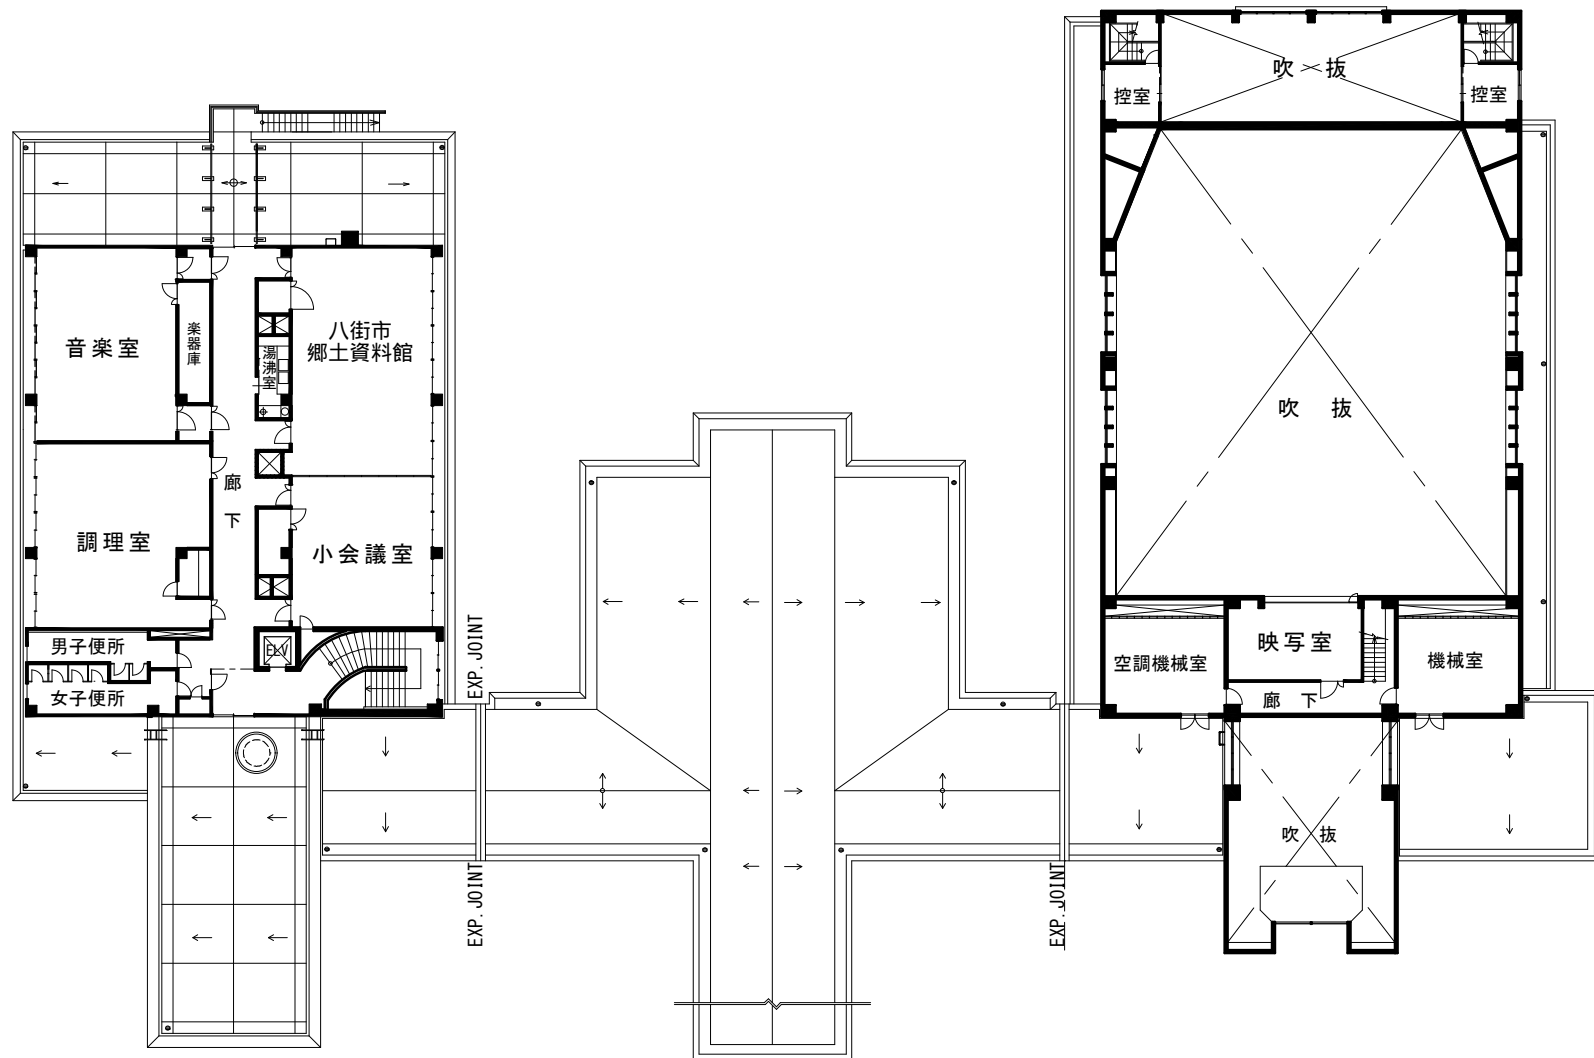 吹抜
控室
控室
音楽室
楽器庫
湯沸室
八街市
郷土資料館
吹抜
廊下
調理室
小会議室
男子便所
ELV
女子便所
EXP. JOINT
空調機械室
映写室
機械室
廊下
吹抜
EXP. JOINT
EXP. JOINT